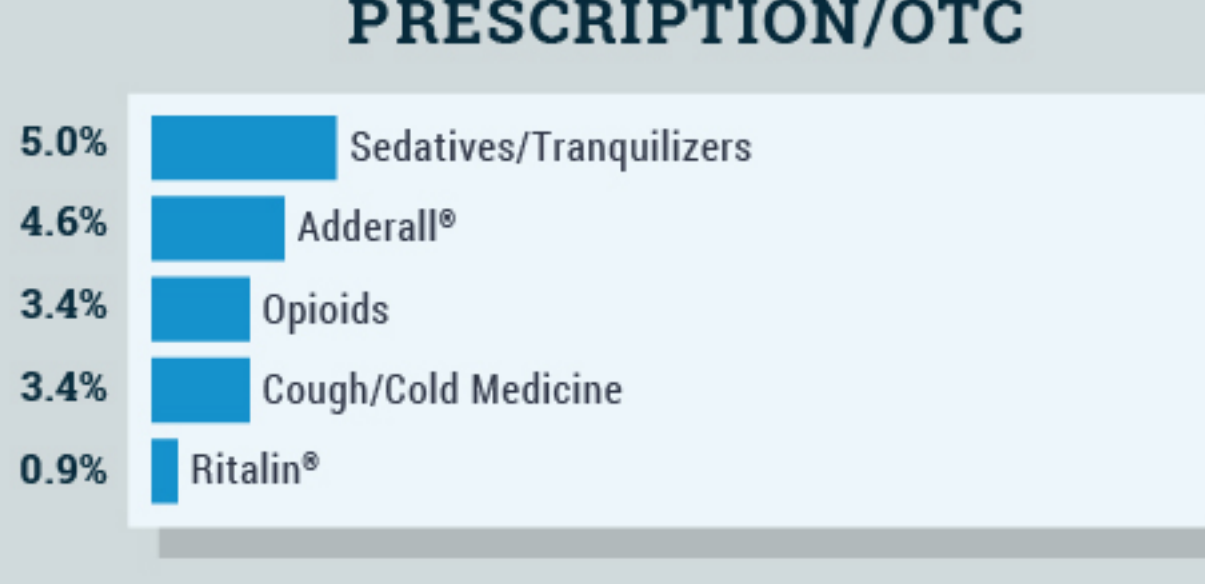 PRESCRIPTION/OTC
5.0% Sedatives/Tranquilizers
4.6% Adderall®
3.4% Opioids
3.4% Cough/Cold Medicine
0.9% Ritalin®